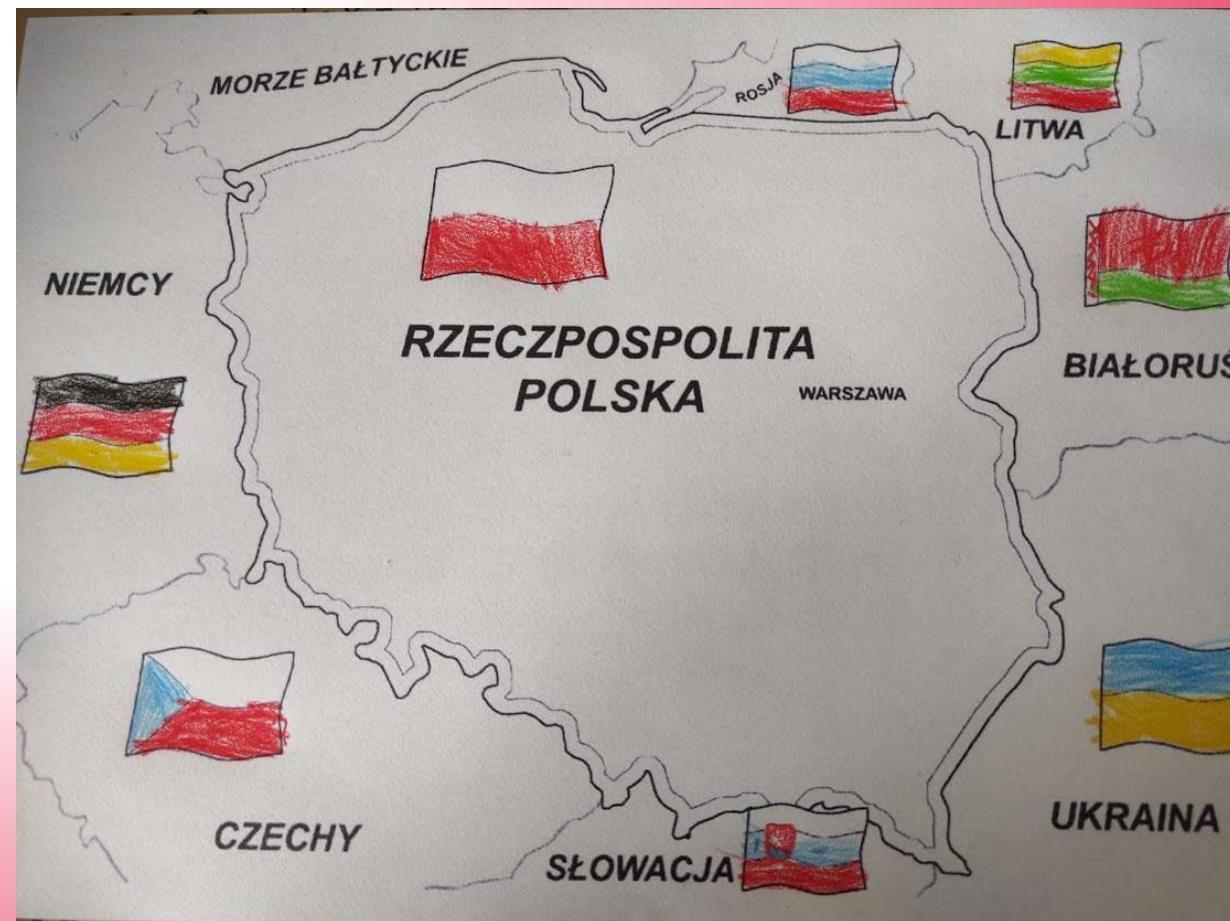 MORZE BAŁTYCKIE
ROSJA
LITWA
NIEMCY
RZECZPOSPOLITA
POLSKA
WARSZAWA
BIAŁORUŚ
CZECHY
SŁOWACJA
UKRAINA